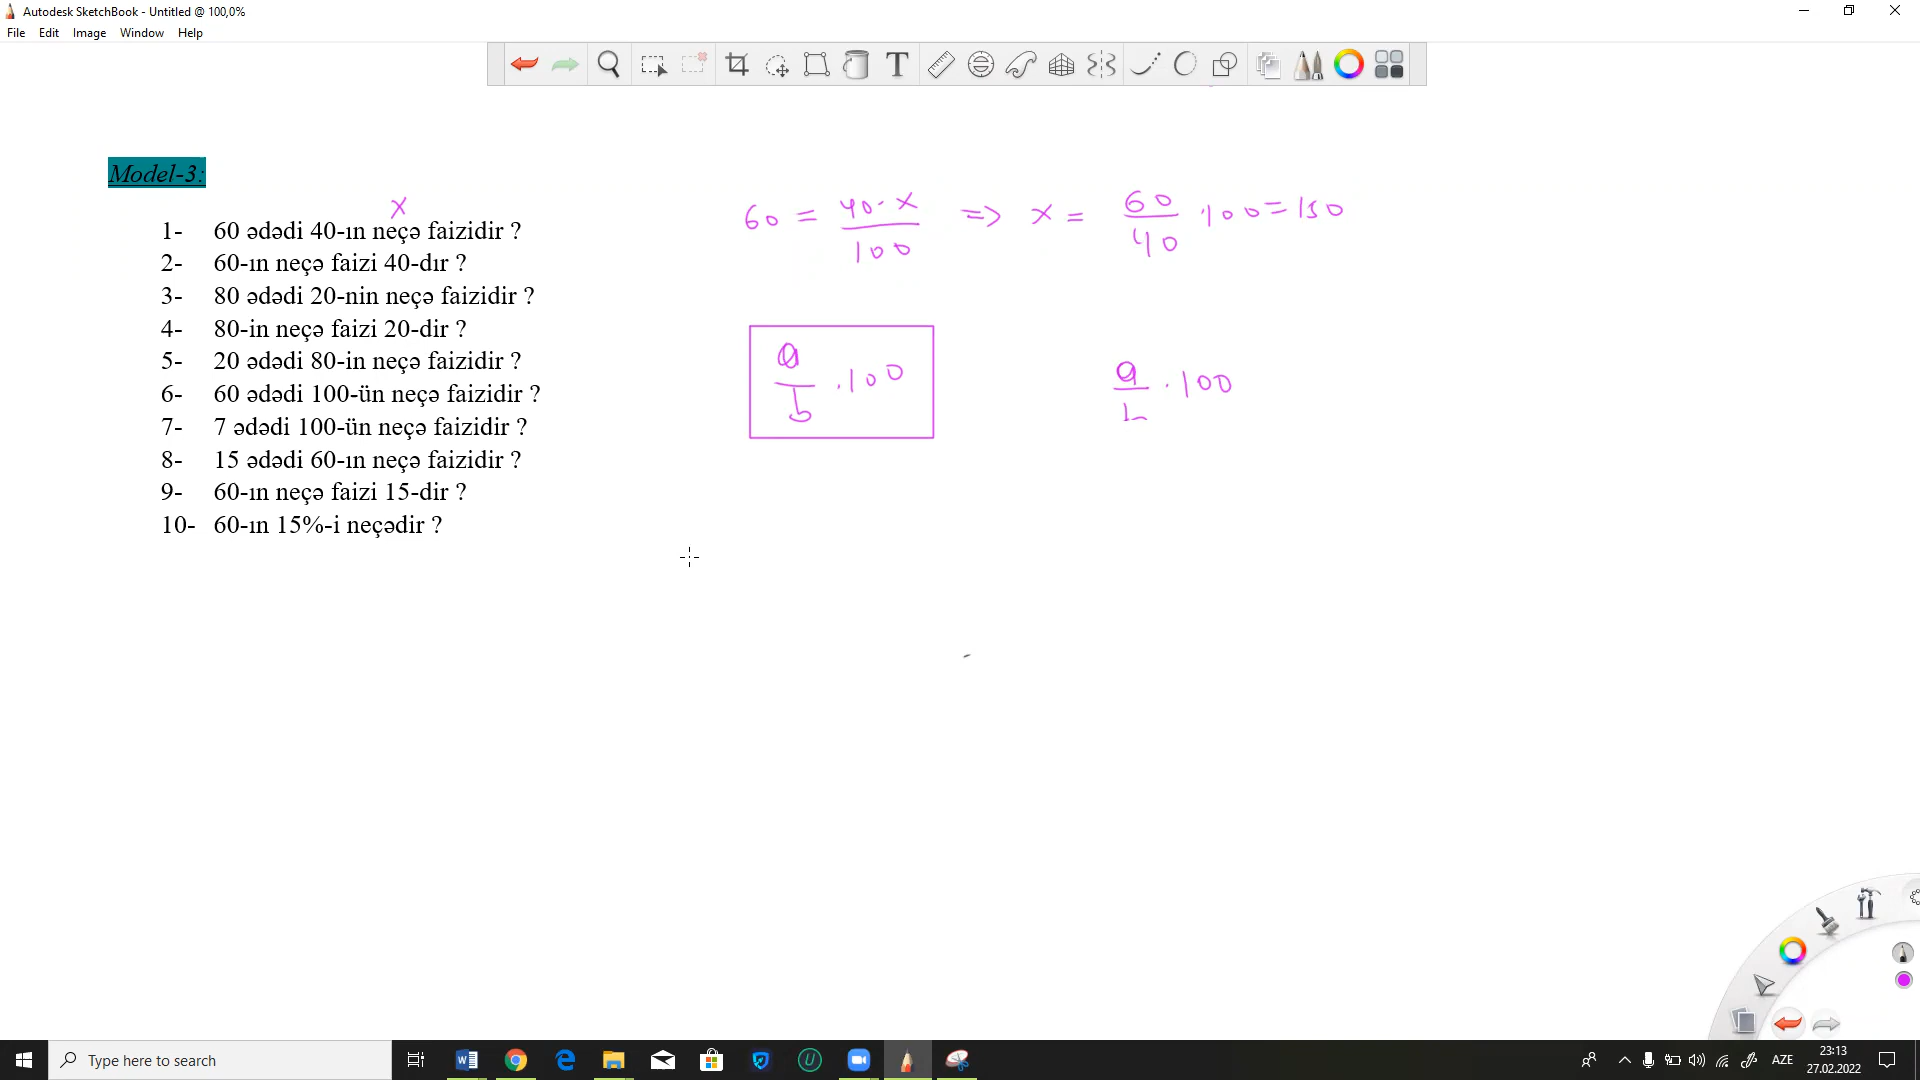 Autodesk SketchBook - Untitled @ 100,0%
File Edit Image Window Help
T
Model-3:
x
1- 60 ədədi 40-ın neçə faizidir ?
2- 60-ın neçə faizi 40-dır ?
3- 80 ədədi 20-nin neçə faizidir ?
4- 80-in neçə faizi 20-dir ?
5- 20 ədədi 80-in neçə faizidir ?
6- 60 ədədi 100-ün neçə faizidir ?
7- 7 ədədi 100-ün neçə faizidir ?
8- 15 ədədi 60-ın neçə faizidir ?
9- 60-ın neçə faizi 15-dir ?
10- 60-ın 15%-i neçədir ?
60 = 40·x / 100 => x = 60 / 40 · 100 = 150
a / b · 100
a / b · 100
Type here to search
AZE
23:13
27.02.2022